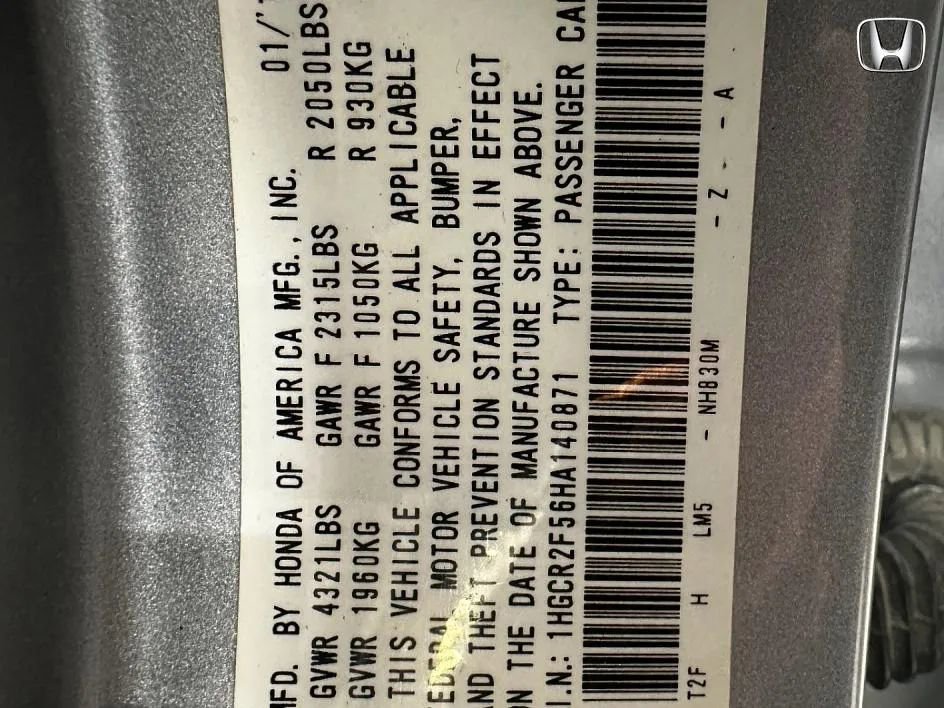 MFD. BY HONDA OF AMERICA MFG., INC. 01/'
GVWR 4321LBS GAWR F 2315LBS R 2050LBS
GVWR 1960KG GAWR F 1050KG R 930KG
THIS VEHICLE CONFORMS TO ALL APPLICABLE
EDERAL MOTOR VEHICLE SAFETY, BUMPER,
AND THEFT PREVENTION STANDARDS IN EFFECT
ON THE DATE OF MANUFACTURE SHOWN ABOVE.
.I.N.: 1HGCR2F56HA140871 TYPE: PASSENGER CAR
T2F H LM5 - NH830M - Z - - A